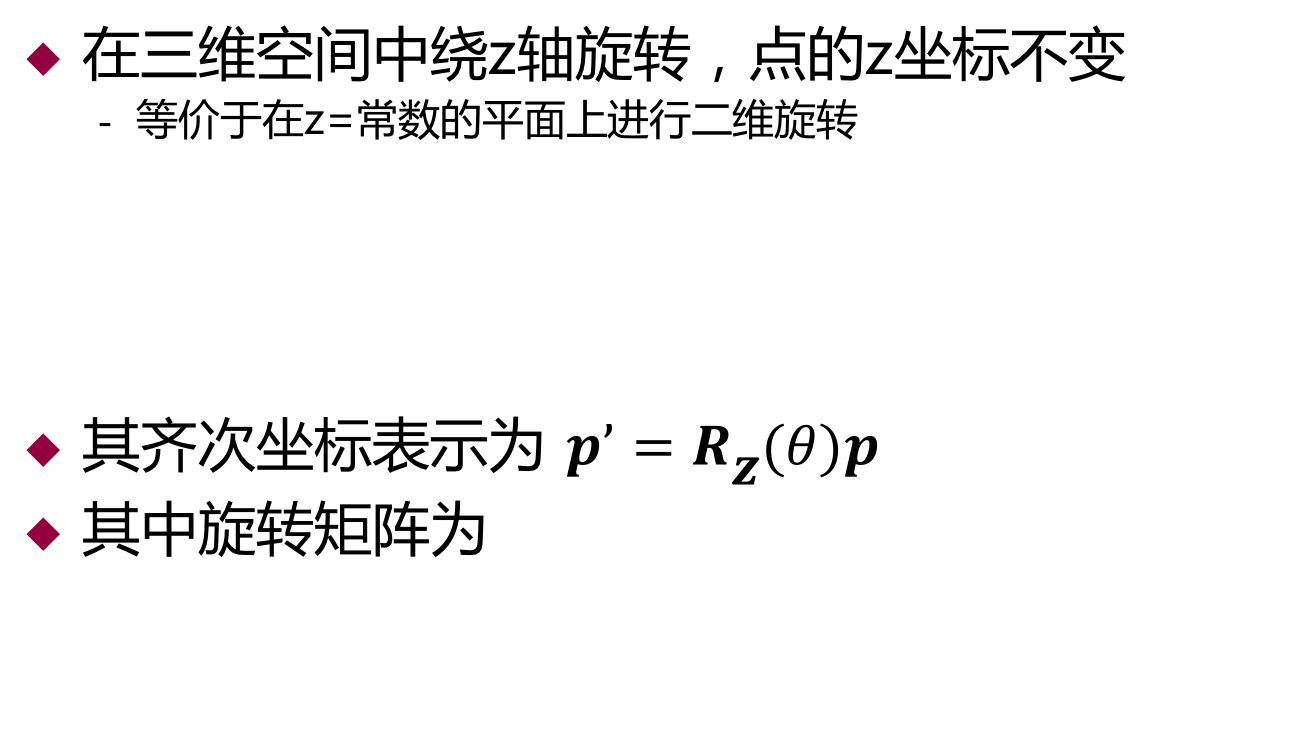 ◆ 在三维空间中绕z轴旋转，点的z坐标不变
- 等价于在z=常数的平面上进行二维旋转
◆ 其齐次坐标表示为 p’ = R_z(θ)p
◆ 其中旋转矩阵为